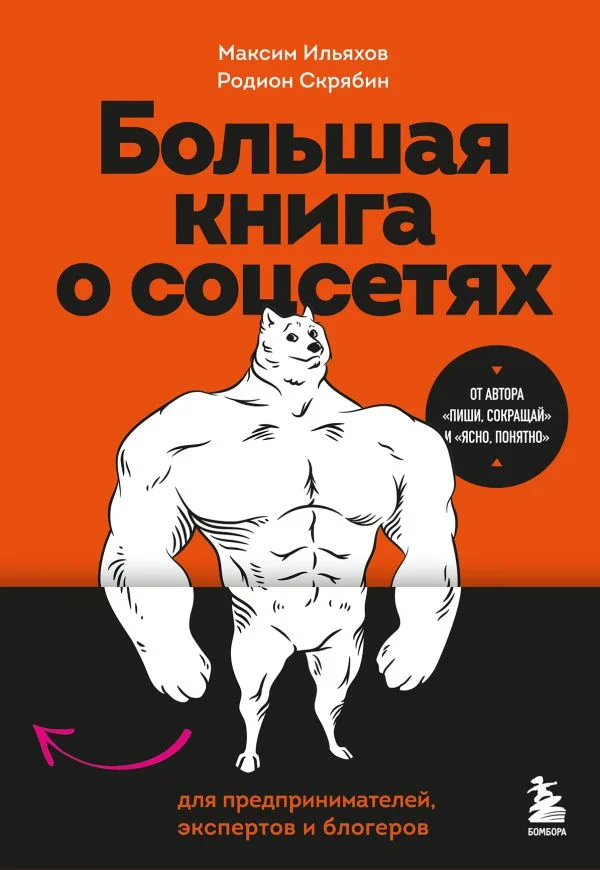 Максим Ильяхов
Родион Скрябин
Большая
книга
о соцсетях
ОТ АВТОРА
«ПИШИ, СОКРАЩАЙ»
И «ЯСНО, ПОНЯТНО»
для предпринимателей,
экспертов и блогеров
БОМБОРА